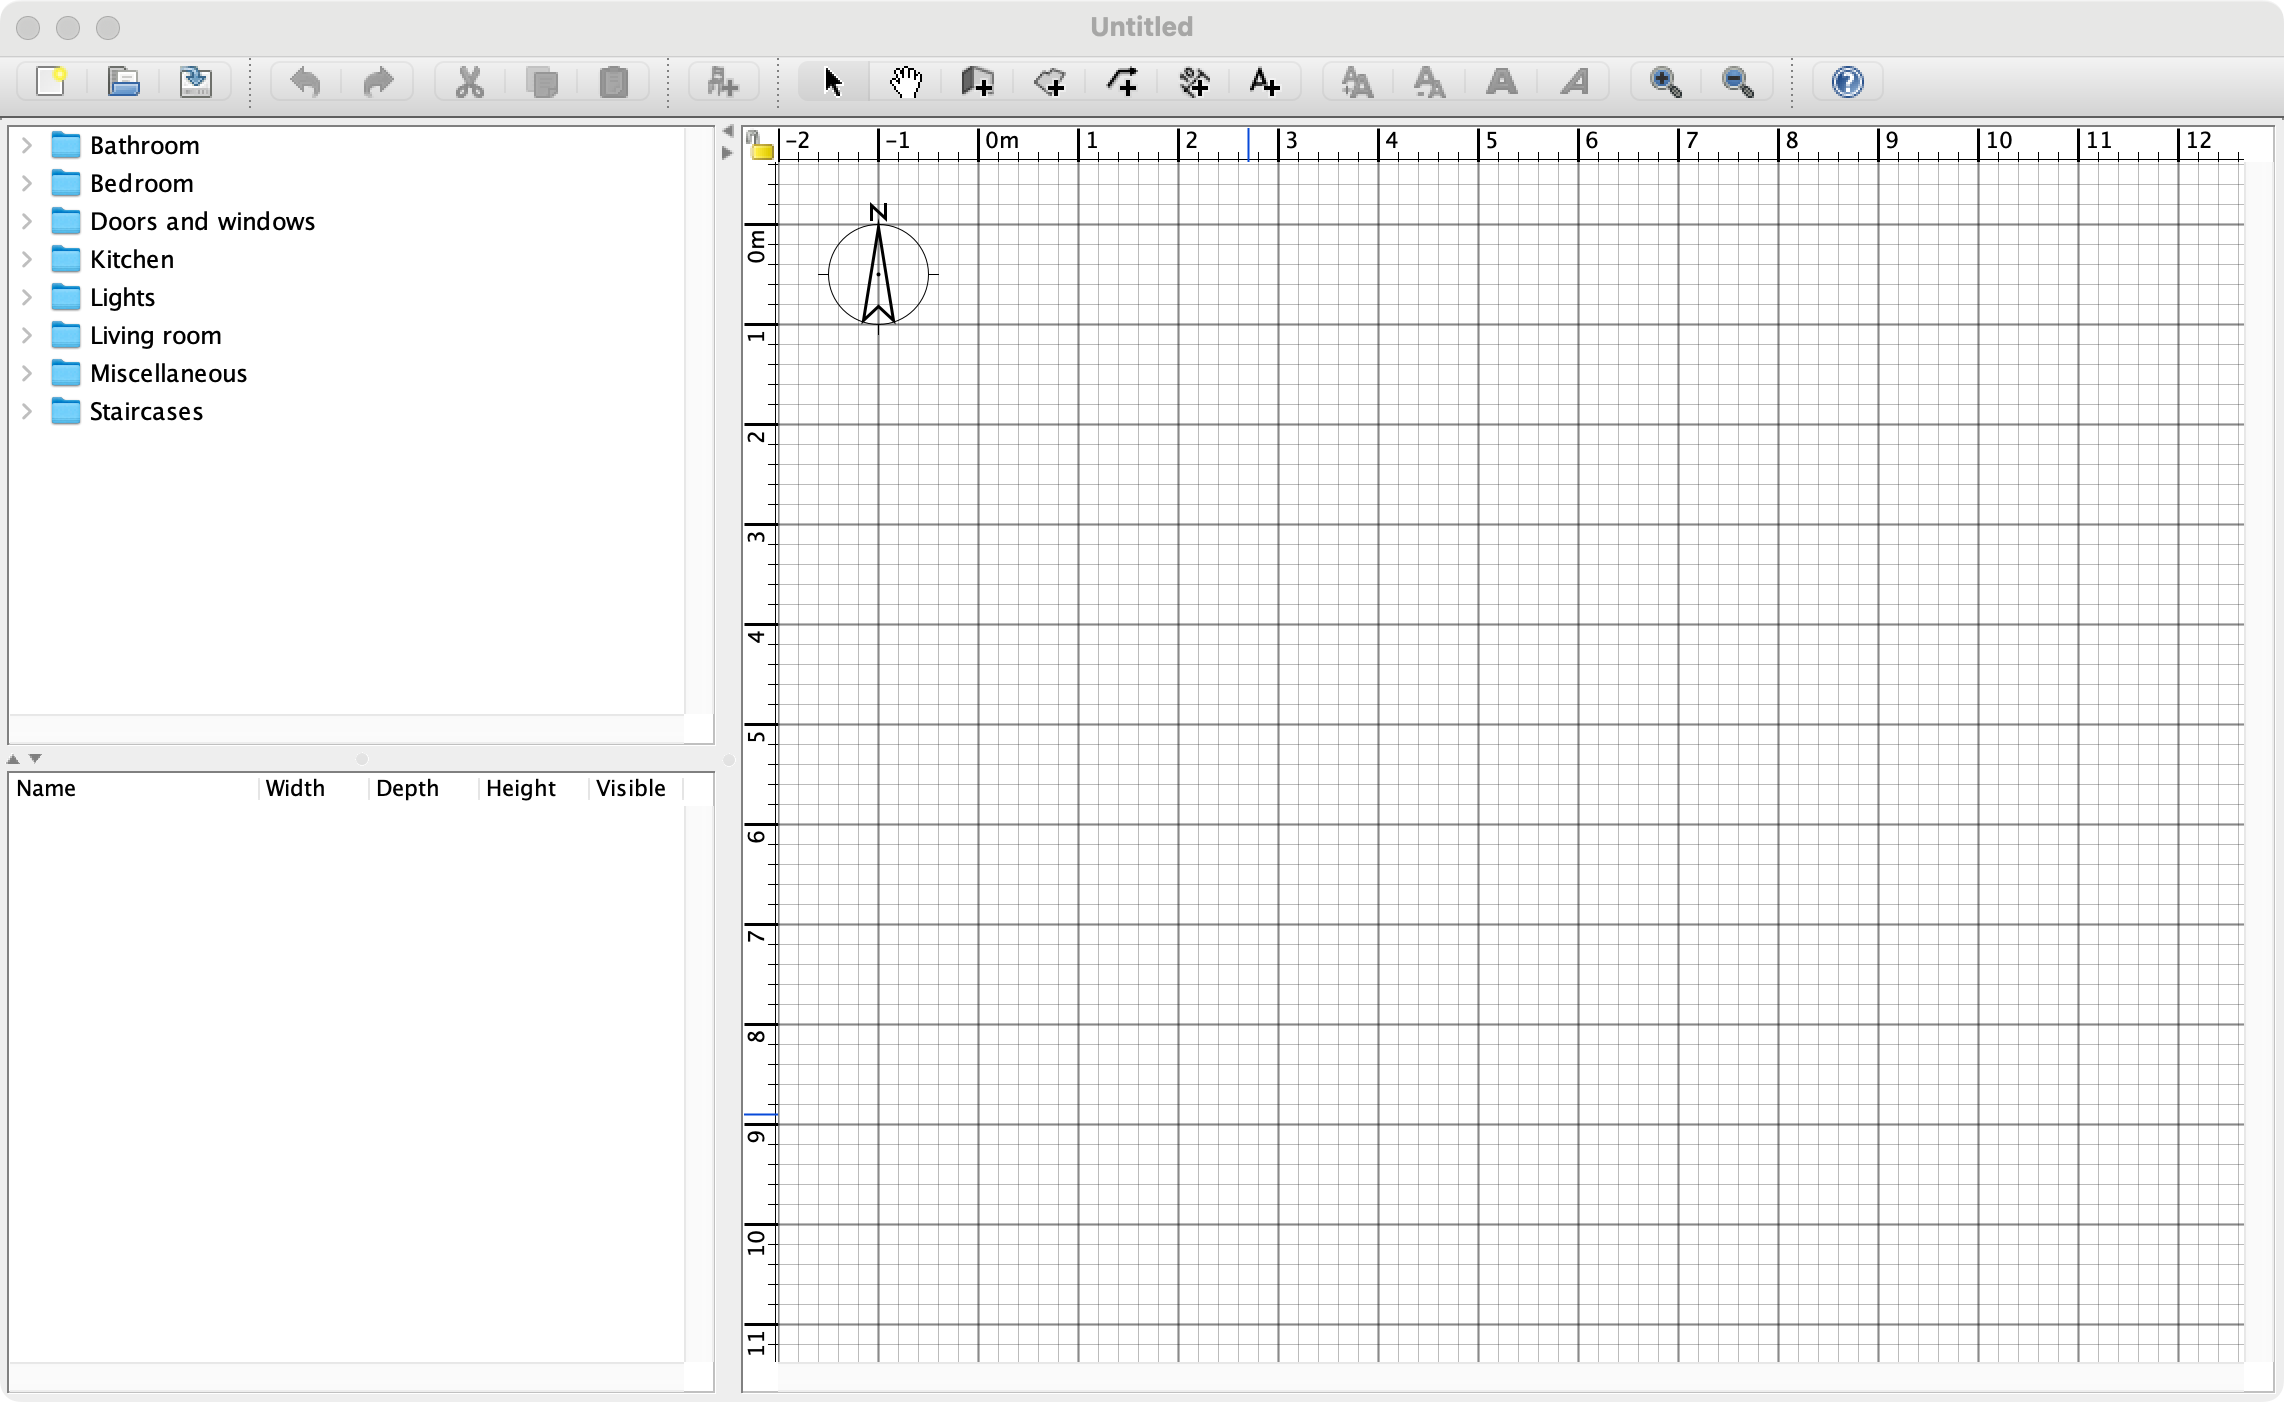 Untitled
Bathroom
Bedroom
Doors and windows
Kitchen
Lights
Living room
Miscellaneous
Staircases
Name Width Depth Height Visible
-2 -1 0m 1 2 3 4 5 6 7 8 9 10 11 12
N
0m
1
2
3
4
5
6
7
8
9
10
11